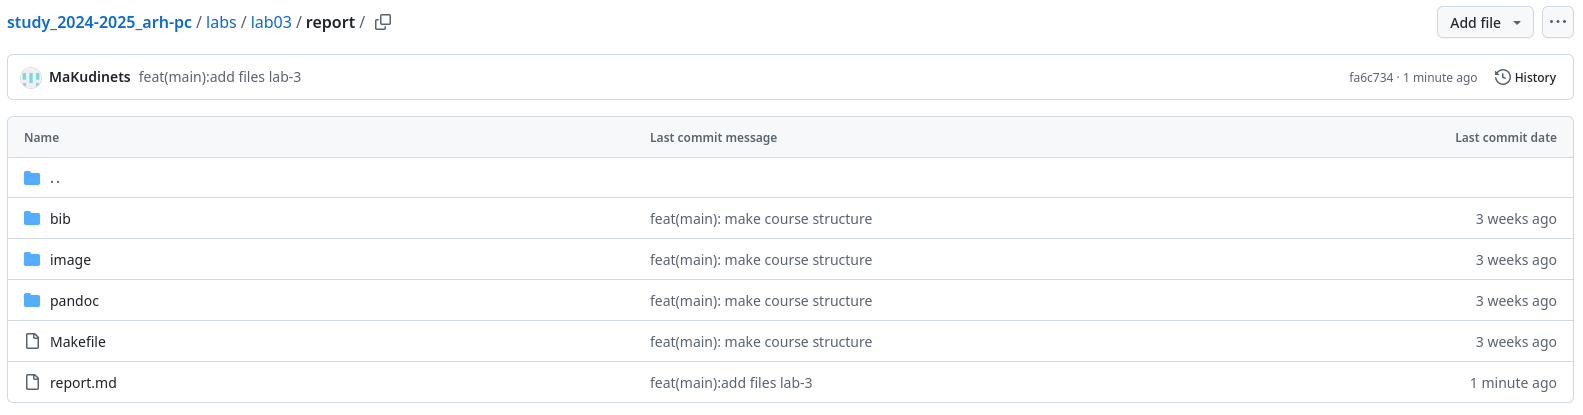 study_2024-2025_arh-pc / labs / lab03 / report / Add file
MaKudinets feat(main):add files lab-3 fa6c734 · 1 minute ago History
Name Last commit message Last commit date
..
bib feat(main): make course structure 3 weeks ago
image feat(main): make course structure 3 weeks ago
pandoc feat(main): make course structure 3 weeks ago
Makefile feat(main): make course structure 3 weeks ago
report.md feat(main):add files lab-3 1 minute ago